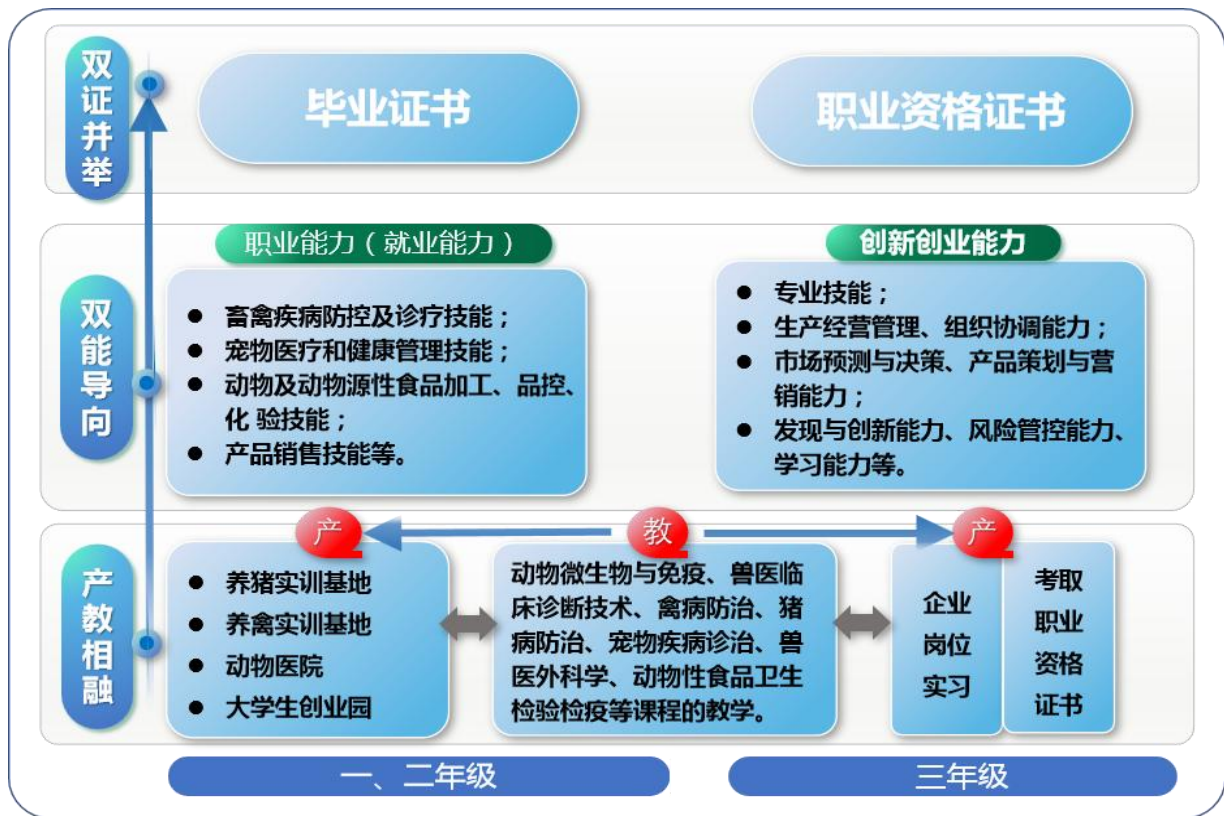 双证并举
毕业证书
职业资格证书
双能导向
职业能力（就业能力）
● 畜禽疾病防控及诊疗技能；
● 宠物医疗和健康管理技能；
● 动物及动物源性食品加工、品控、
化 验技能；
● 产品销售技能等。
创新创业能力
● 专业技能；
● 生产经营管理、组织协调能力；
● 市场预测与决策、产品策划与营
销能力；
● 发现与创新能力、风险管控能力、
学习能力等。
产教相融
产
● 养猪实训基地
● 养禽实训基地
● 动物医院
● 大学生创业园
教
动物微生物与免疫、兽医临
床诊断技术、禽病防治、猪
病防治、宠物疾病诊治、兽
医外科学、动物性食品卫生
检验检疫等课程的教学。
产
企业
岗位
实习
考取
职业
资格
证书
一、二年级
三年级